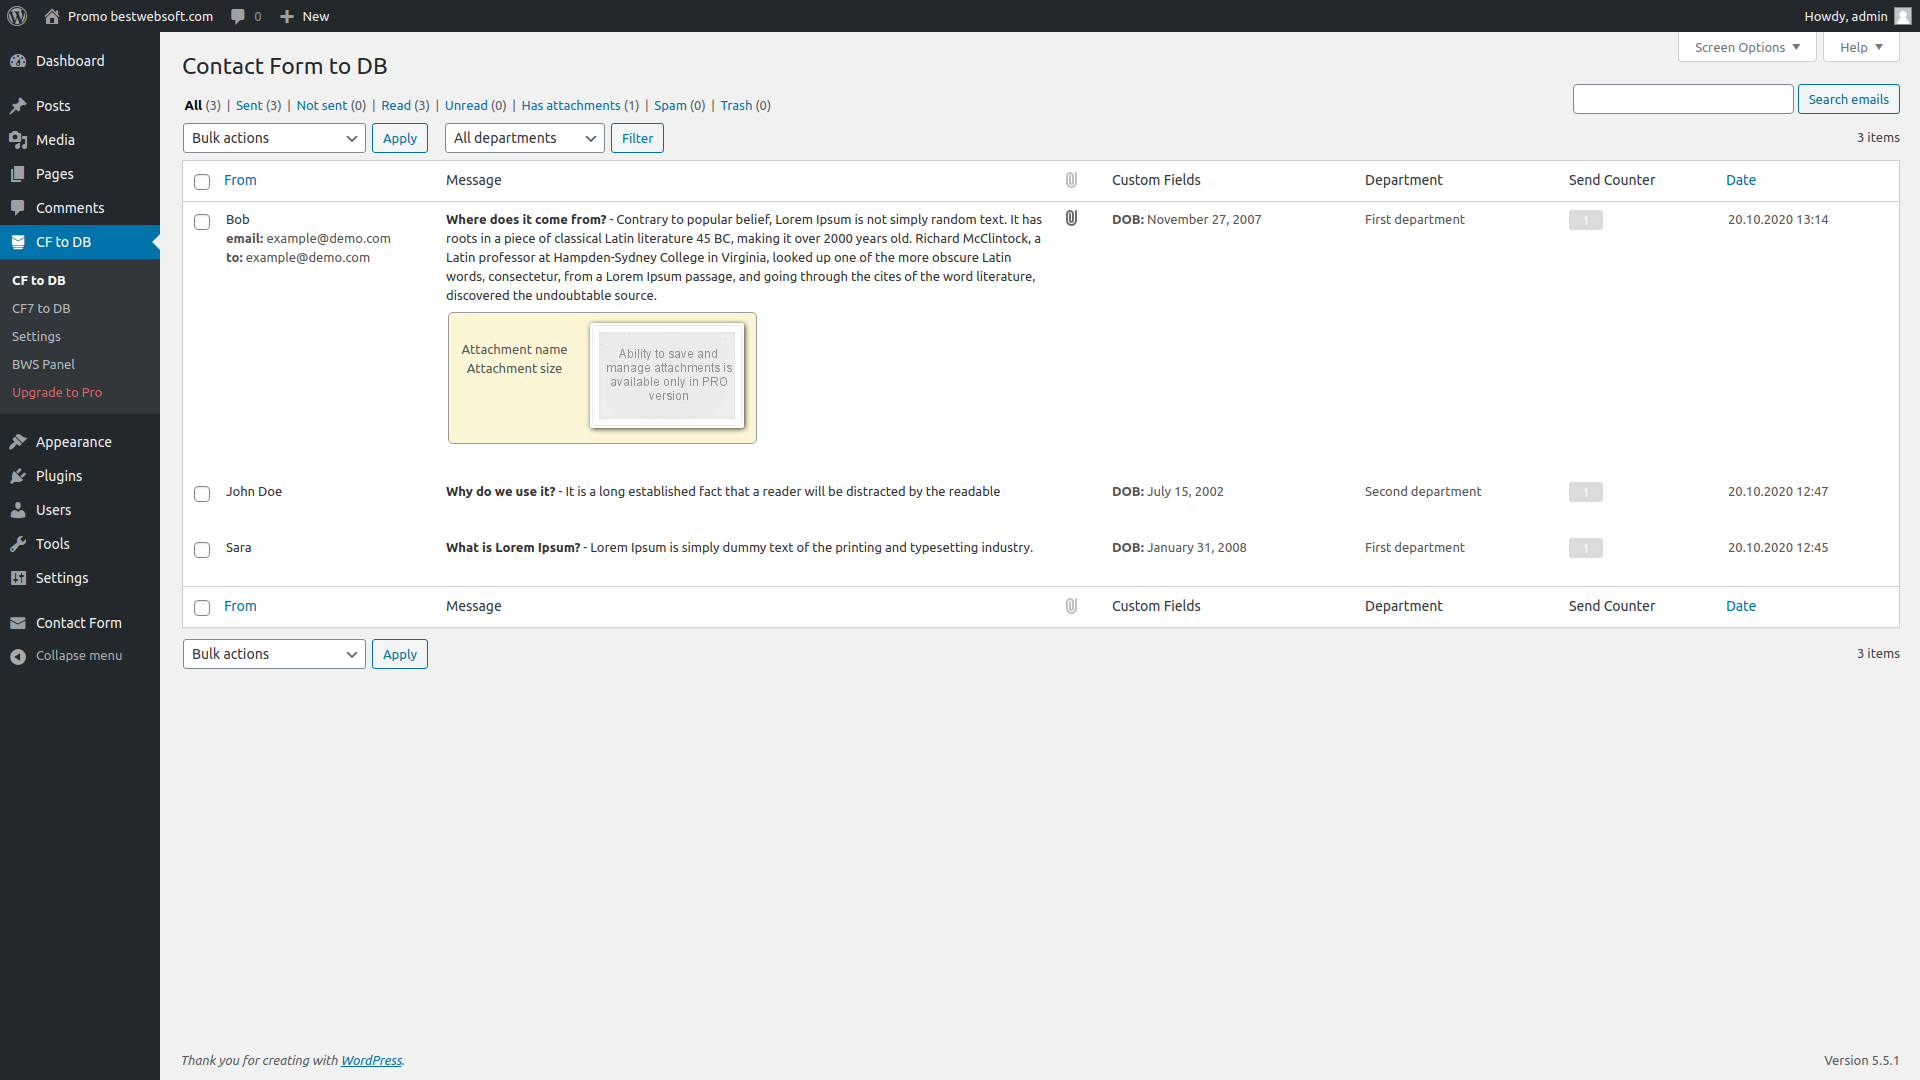 Promo bestwebsoft.com 0 New Howdy, admin
Dashboard
Posts
Media
Pages
Comments
CF to DB
CF to DB
CF7 to DB
Settings
BWS Panel
Upgrade to Pro
Appearance
Plugins
Users
Tools
Settings
Contact Form
Collapse menu
Screen Options Help
Contact Form to DB
All (3) | Sent (3) | Not sent (0) | Read (3) | Unread (0) | Has attachments (1) | Spam (0) | Trash (0)
Search emails
Bulk actions Apply All departments Filter 3 items
From Message Custom Fields Department Send Counter Date
Bob
email: example@demo.com
to: example@demo.com
Where does it come from? - Contrary to popular belief, Lorem Ipsum is not simply random text. It has
roots in a piece of classical Latin literature 45 BC, making it over 2000 years old. Richard McClintock, a
Latin professor at Hampden-Sydney College in Virginia, looked up one of the more obscure Latin
words, consectetur, from a Lorem Ipsum passage, and going through the cites of the word literature,
discovered the undoubtable source.
Attachment name
Attachment size
Ability to save and
manage attachments is
available only in PRO
version
DOB: November 27, 2007 First department 1 20.10.2020 13:14
John Doe Why do we use it? - It is a long established fact that a reader will be distracted by the readable DOB: July 15, 2002 Second department 1 20.10.2020 12:47
Sara What is Lorem Ipsum? - Lorem Ipsum is simply dummy text of the printing and typesetting industry. DOB: January 31, 2008 First department 1 20.10.2020 12:45
From Message Custom Fields Department Send Counter Date
Bulk actions Apply 3 items
Thank you for creating with WordPress. Version 5.5.1